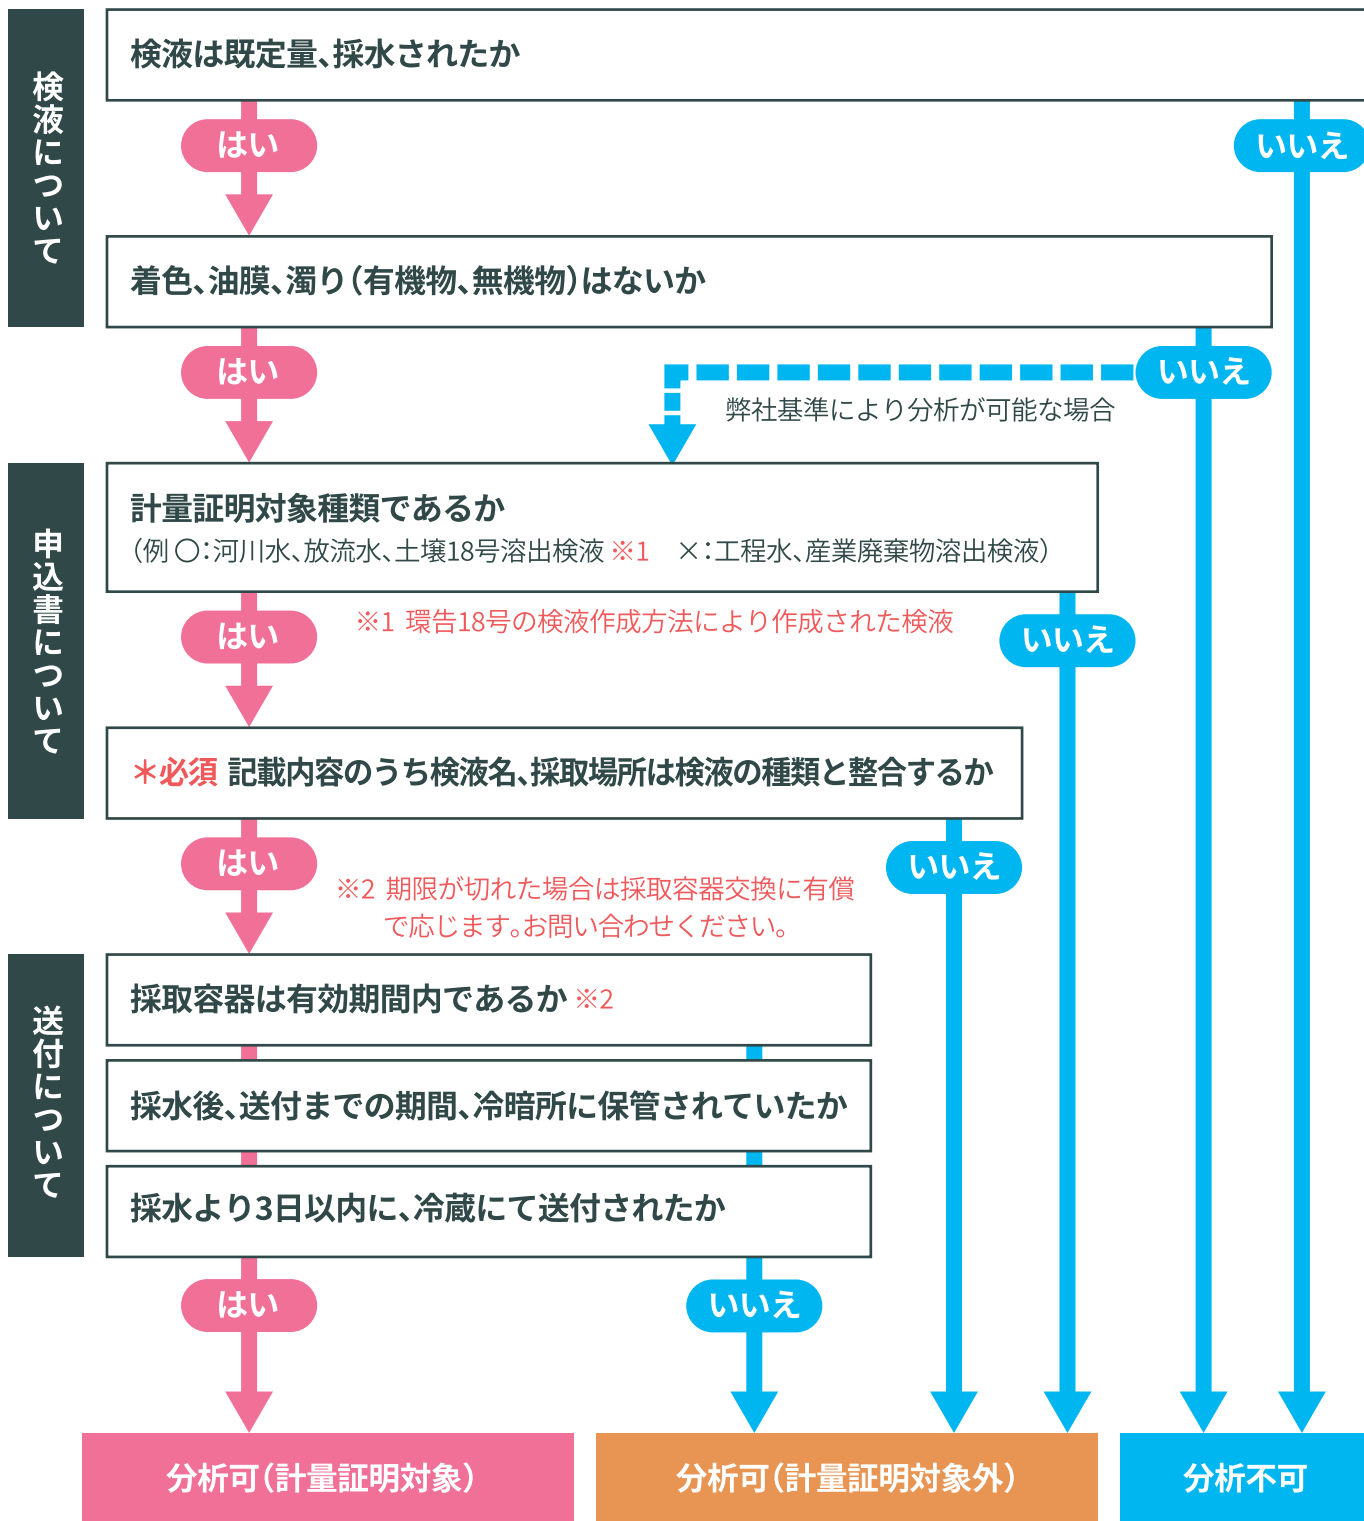 検液について
検液は既定量、採水されたか
はい
いいえ
着色、油膜、濁り（有機物、無機物）はないか
はい
いいえ
弊社基準により分析が可能な場合
申込書について
計量証明対象種類であるか
（例 〇：河川水、放流水、土壌18号溶出検液 ※1　×：工程水、産業廃棄物溶出検液）
はい
※1 環告18号の検液作成方法により作成された検液
いいえ
＊必須 記載内容のうち検液名、採取場所は検液の種類と整合するか
はい
いいえ
※2 期限が切れた場合は採取容器交換に有償
で応じます。お問い合わせください。
送付について
採取容器は有効期間内であるか ※2
採水後、送付までの期間、冷暗所に保管されていたか
採水より3日以内に、冷蔵にて送付されたか
はい
いいえ
分析可（計量証明対象）
分析可（計量証明対象外）
分析不可